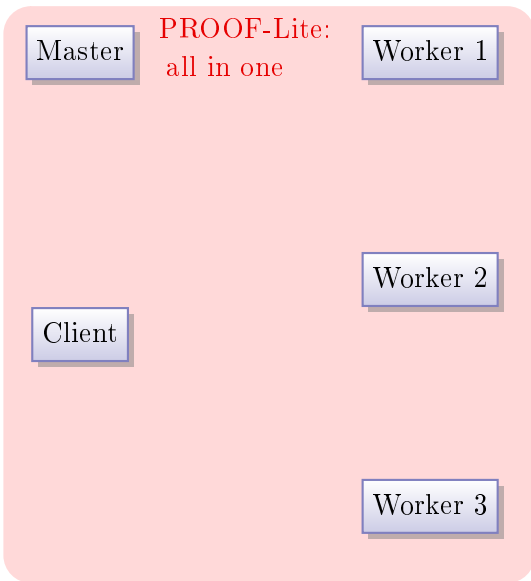 Master
PROOF-Lite:
all in one
Worker 1
Worker 2
Client
Worker 3